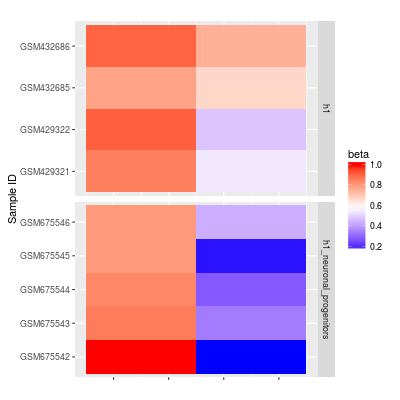 GSM432686
GSM432685
GSM429322
GSM429321
h1
GSM675546
GSM675545
GSM675544
GSM675543
GSM675542
h1_neuronal_progenitors
Sample ID
beta
1.0
0.8
0.6
0.4
0.2